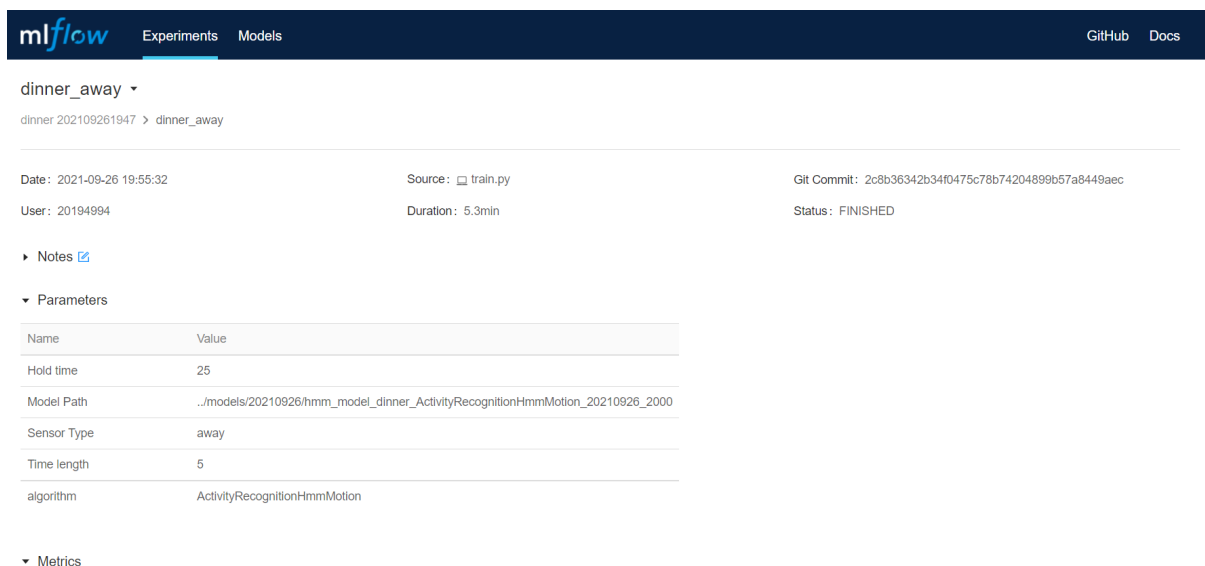 mlflow Experiments Models GitHub Docs
dinner_away
dinner 202109261947 > dinner_away
Date: 2021-09-26 19:55:32 Source: train.py Git Commit: 2c8b36342b34f0475c78b74204899b57a8449aec
User: 20194994 Duration: 5.3min Status: FINISHED
Notes
Parameters
Name Value
Hold time 25
Model Path ../models/20210926/hmm_model_dinner_ActivityRecognitionHmmMotion_20210926_2000
Sensor Type away
Time length 5
algorithm ActivityRecognitionHmmMotion
Metrics